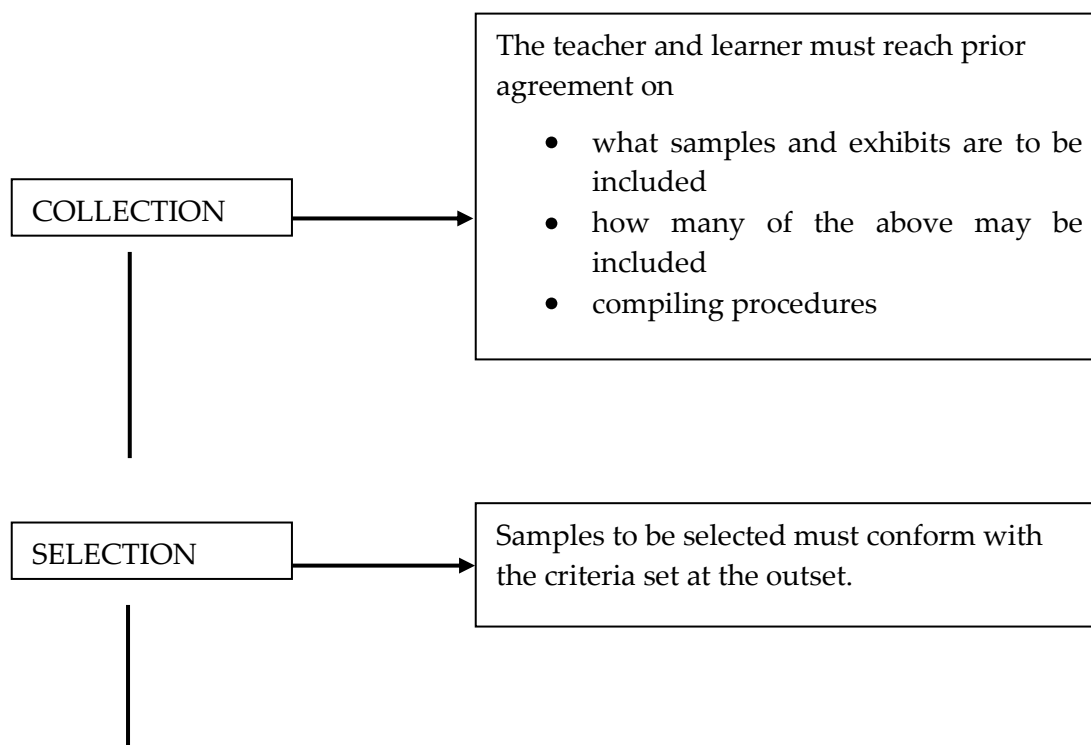 The teacher and learner must reach prior
agreement on
• what samples and exhibits are to be
included
• how many of the above may be
included
• compiling procedures
COLLECTION
Samples to be selected must conform with
the criteria set at the outset.
SELECTION